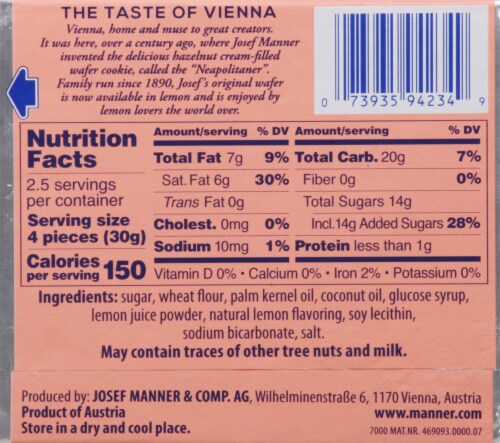 THE TASTE OF VIENNA
Vienna, home and muse to great creators.
It was here, over a century ago, where Josef Manner
invented the delicious hazelnut cream-filled
wafer cookie, called the "Neapolitaner".
Family run since 1890, Josef's original wafer
is now available in lemon and is enjoyed by
lemon lovers the world over.
0 73935 94234 9
Nutrition
Facts
2.5 servings
per container
Serving size
4 pieces (30g)
Calories
per serving 150
Amount/serving % DV
Total Fat 7g 9%
Sat. Fat 6g 30%
Trans Fat 0g
Cholest. 0mg 0%
Sodium 10mg 1%
Amount/serving % DV
Total Carb. 20g 7%
Fiber 0g 0%
Total Sugars 14g
Incl.14g Added Sugars 28%
Protein less than 1g
Vitamin D 0% • Calcium 0% • Iron 2% • Potassium 0%
Ingredients: sugar, wheat flour, palm kernel oil, coconut oil, glucose syrup,
lemon juice powder, natural lemon flavoring, soy lecithin,
sodium bicarbonate, salt.
May contain traces of other tree nuts and milk.
Produced by: JOSEF MANNER & COMP. AG, Wilhelminenstraße 6, 1170 Vienna, Austria
Product of Austria www.manner.com
Store in a dry and cool place. 7000 MAT.NR. 469093.0000.07